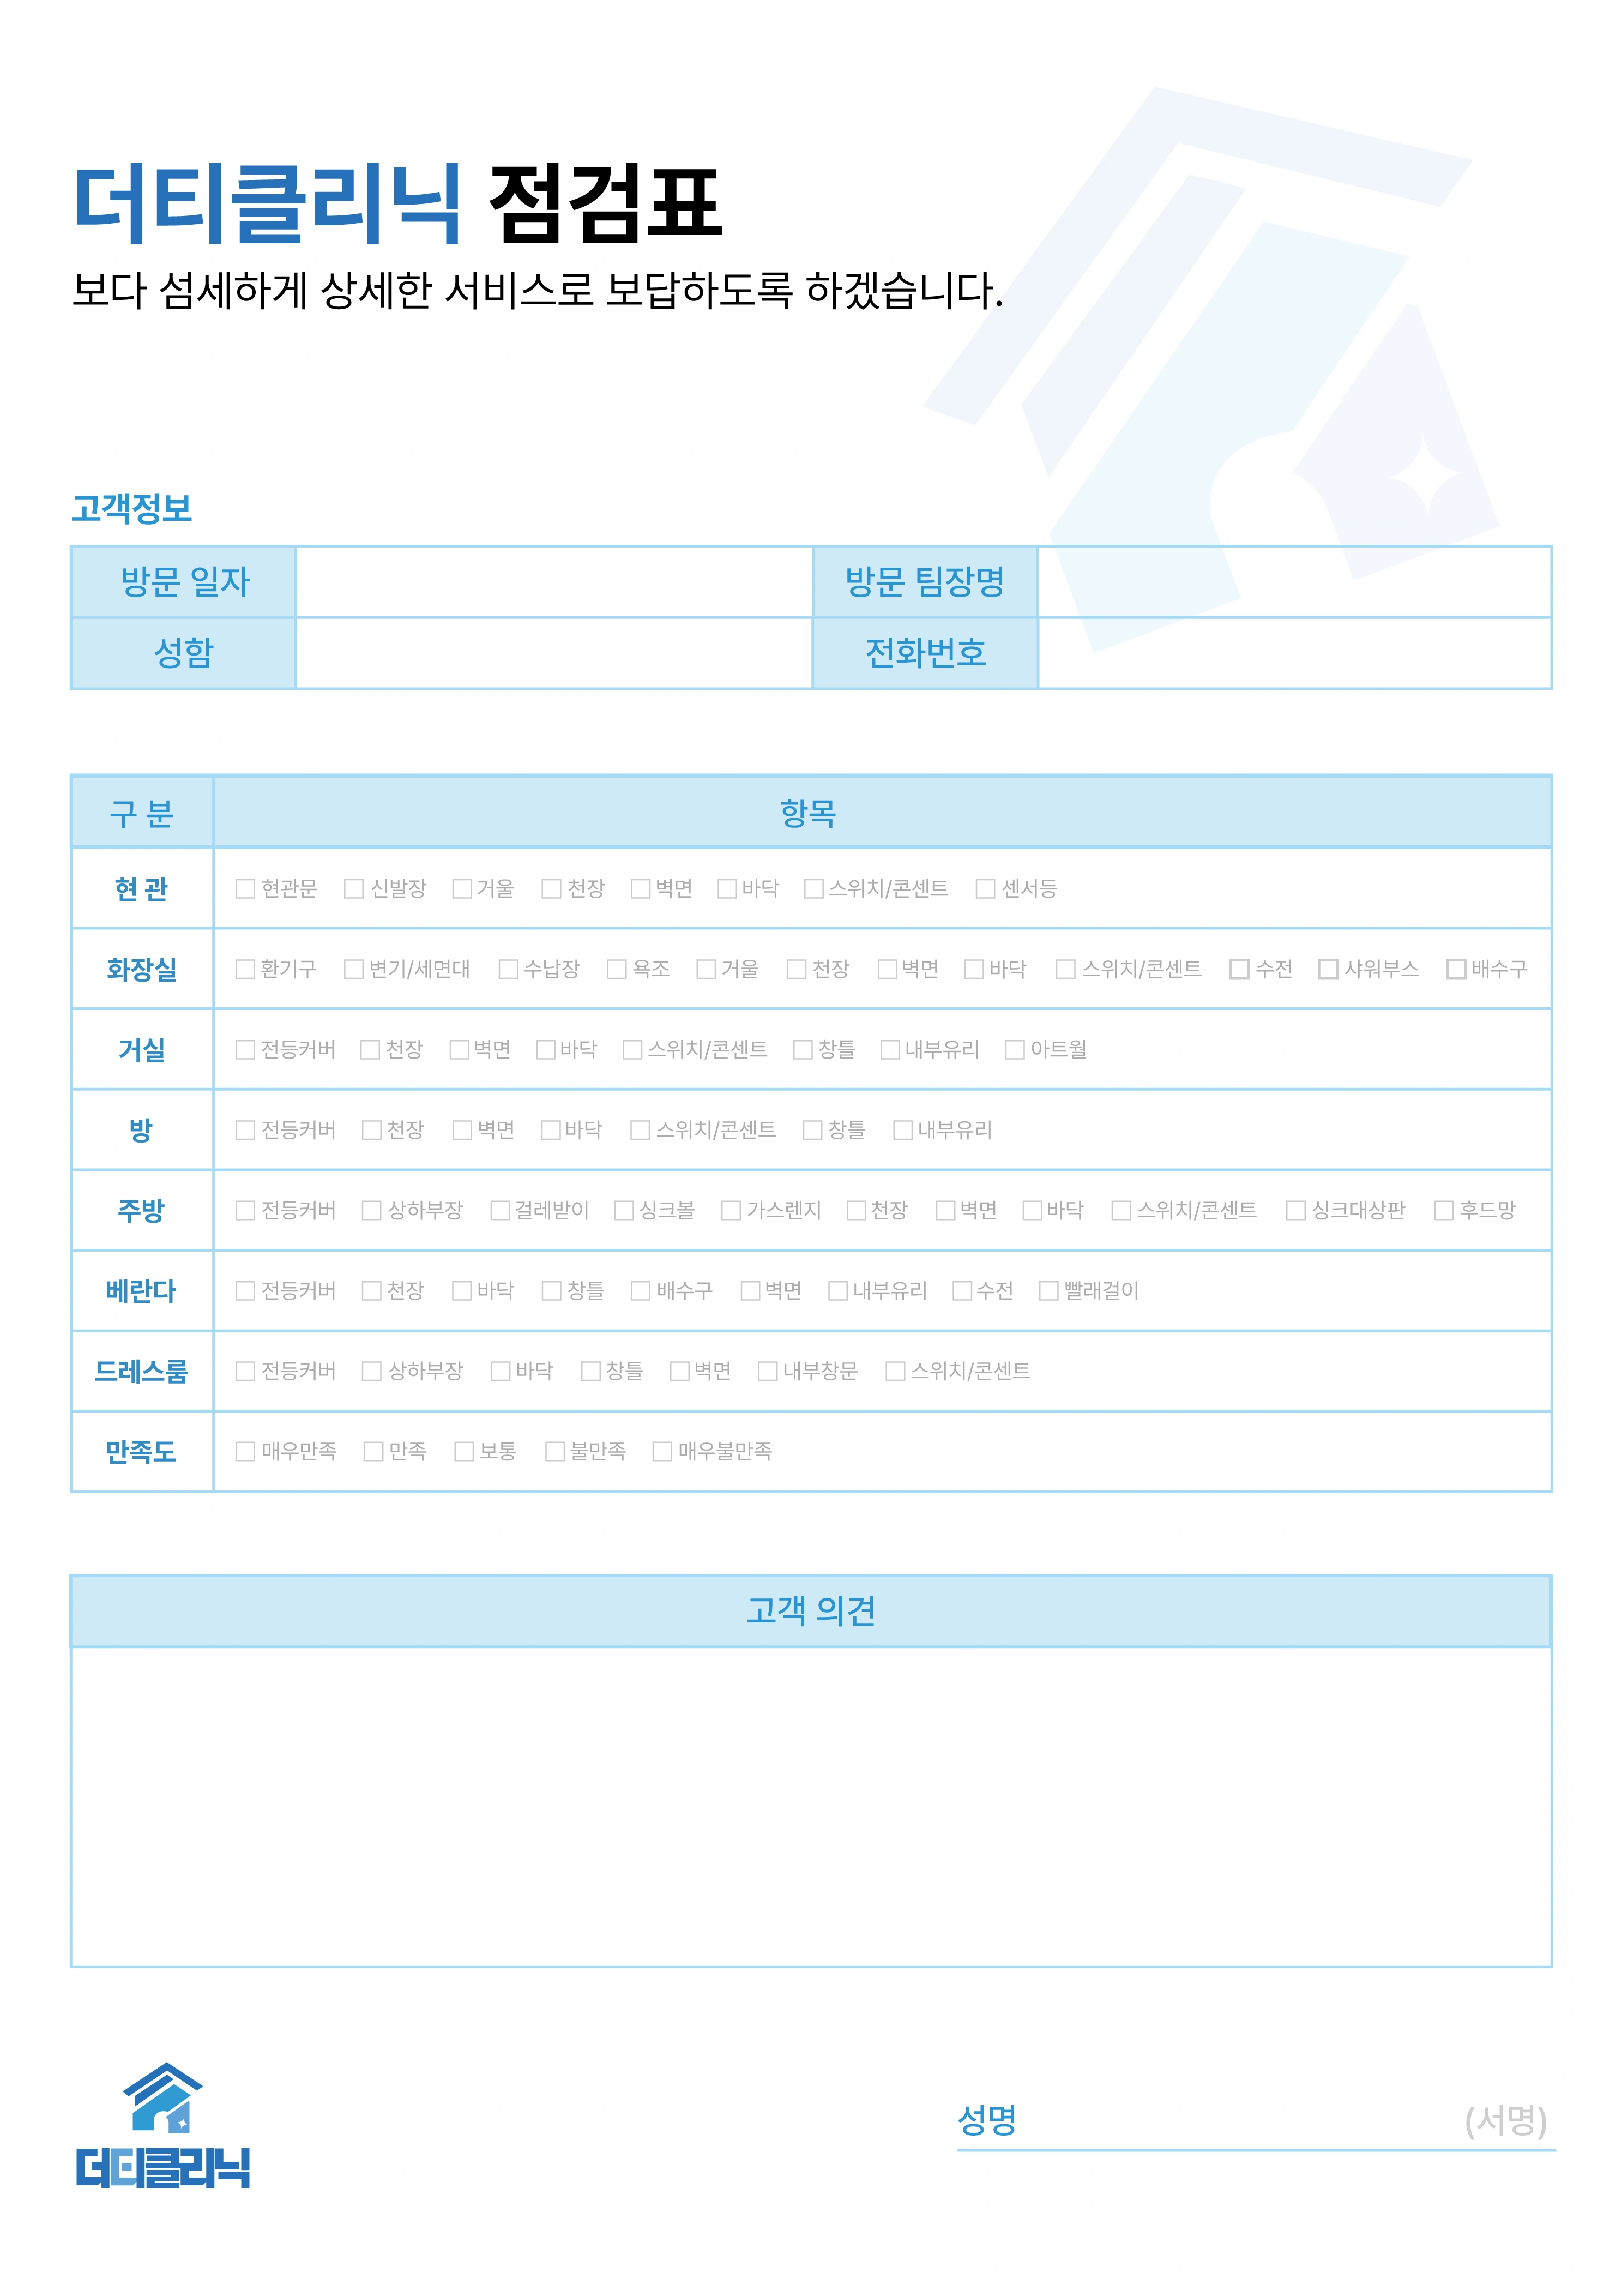 더티클리닉 점검표
보다 섬세하게 상세한 서비스로 보답하도록 하겠습니다.
고객정보
방문 일자 방문 팀장명
성함 전화번호
구 분 항목
현 관 □ 현관문 □ 신발장 □ 거울 □ 천장 □ 벽면 □ 바닥 □ 스위치/콘센트 □ 센서등
화장실 □ 환기구 □ 변기/세면대 □ 수납장 □ 욕조 □ 거울 □ 천장 □ 벽면 □ 바닥 □ 스위치/콘센트 □ 수전 □ 샤워부스 □ 배수구
거실 □ 전등커버 □ 천장 □ 벽면 □ 바닥 □ 스위치/콘센트 □ 창틀 □ 내부유리 □ 아트월
방 □ 전등커버 □ 천장 □ 벽면 □ 바닥 □ 스위치/콘센트 □ 창틀 □ 내부유리
주방 □ 전등커버 □ 상하부장 □ 걸레받이 □ 싱크볼 □ 가스렌지 □ 천장 □ 벽면 □ 바닥 □ 스위치/콘센트 □ 싱크대상판 □ 후드망
베란다 □ 전등커버 □ 천장 □ 바닥 □ 창틀 □ 배수구 □ 벽면 □ 내부유리 □ 수전 □ 빨래걸이
드레스룸 □ 전등커버 □ 상하부장 □ 바닥 □ 창틀 □ 벽면 □ 내부창문 □ 스위치/콘센트
만족도 □ 매우만족 □ 만족 □ 보통 □ 불만족 □ 매우불만족
고객 의견
성명 (서명)
더티클리닉